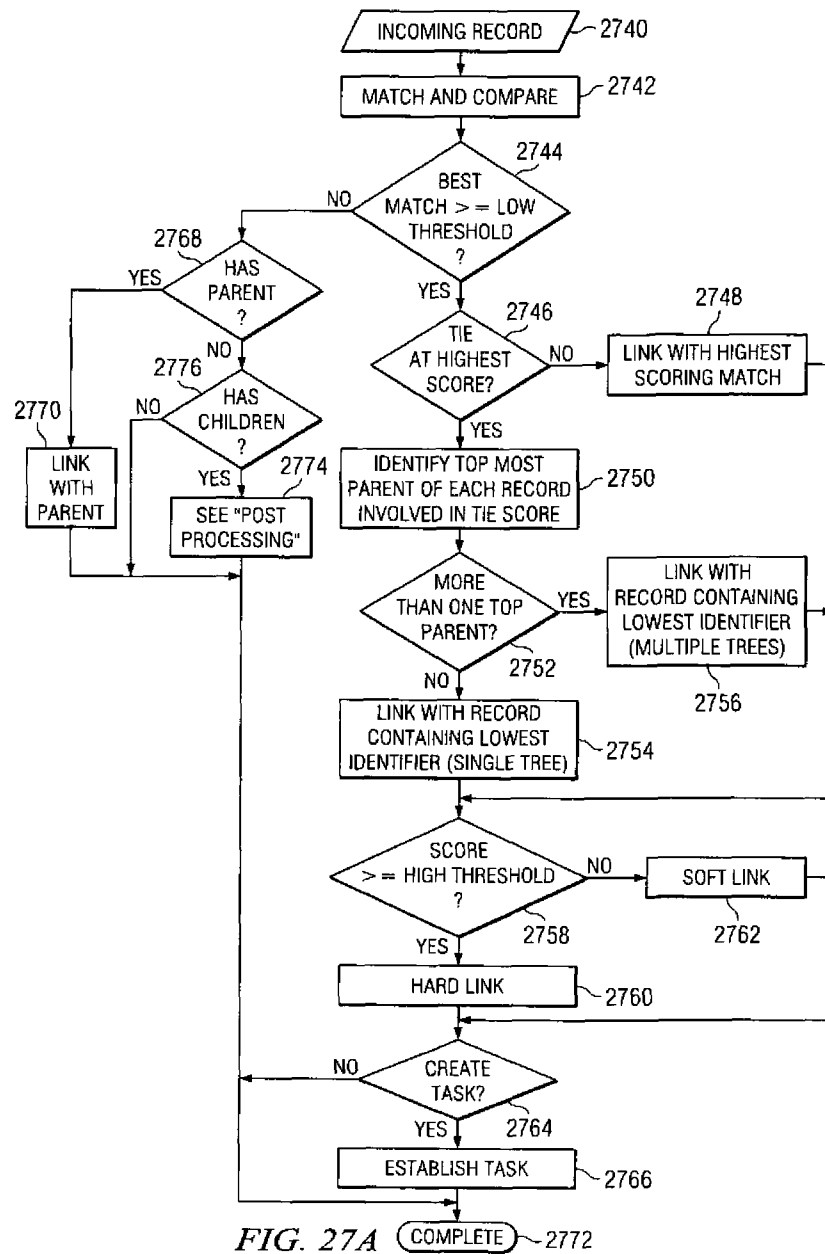 INCOMING RECORD
2740
MATCH AND COMPARE
2742
2744
BEST
MATCH > = LOW
THRESHOLD
?
NO
YES
2768
HAS
PARENT
?
YES
NO
2746
TIE
AT HIGHEST
SCORE?
NO
YES
2748
LINK WITH HIGHEST
SCORING MATCH
2776
HAS
CHILDREN
?
NO
YES
2770
LINK
WITH
PARENT
2774
SEE "POST
PROCESSING"
IDENTIFY TOP MOST
PARENT OF EACH RECORD
INVOLVED IN TIE SCORE
2750
MORE
THAN ONE TOP
PARENT?
YES
2752
NO
LINK WITH
RECORD CONTAINING
LOWEST IDENTIFIER
(MULTIPLE TREES)
2756
LINK WITH RECORD
CONTAINING LOWEST
IDENTIFIER (SINGLE TREE)
2754
SCORE
> = HIGH THRESHOLD
?
NO
2758
YES
SOFT LINK
2762
HARD LINK
2760
CREATE
TASK?
NO
2764
YES
ESTABLISH TASK
2766
FIG. 27A
COMPLETE
2772